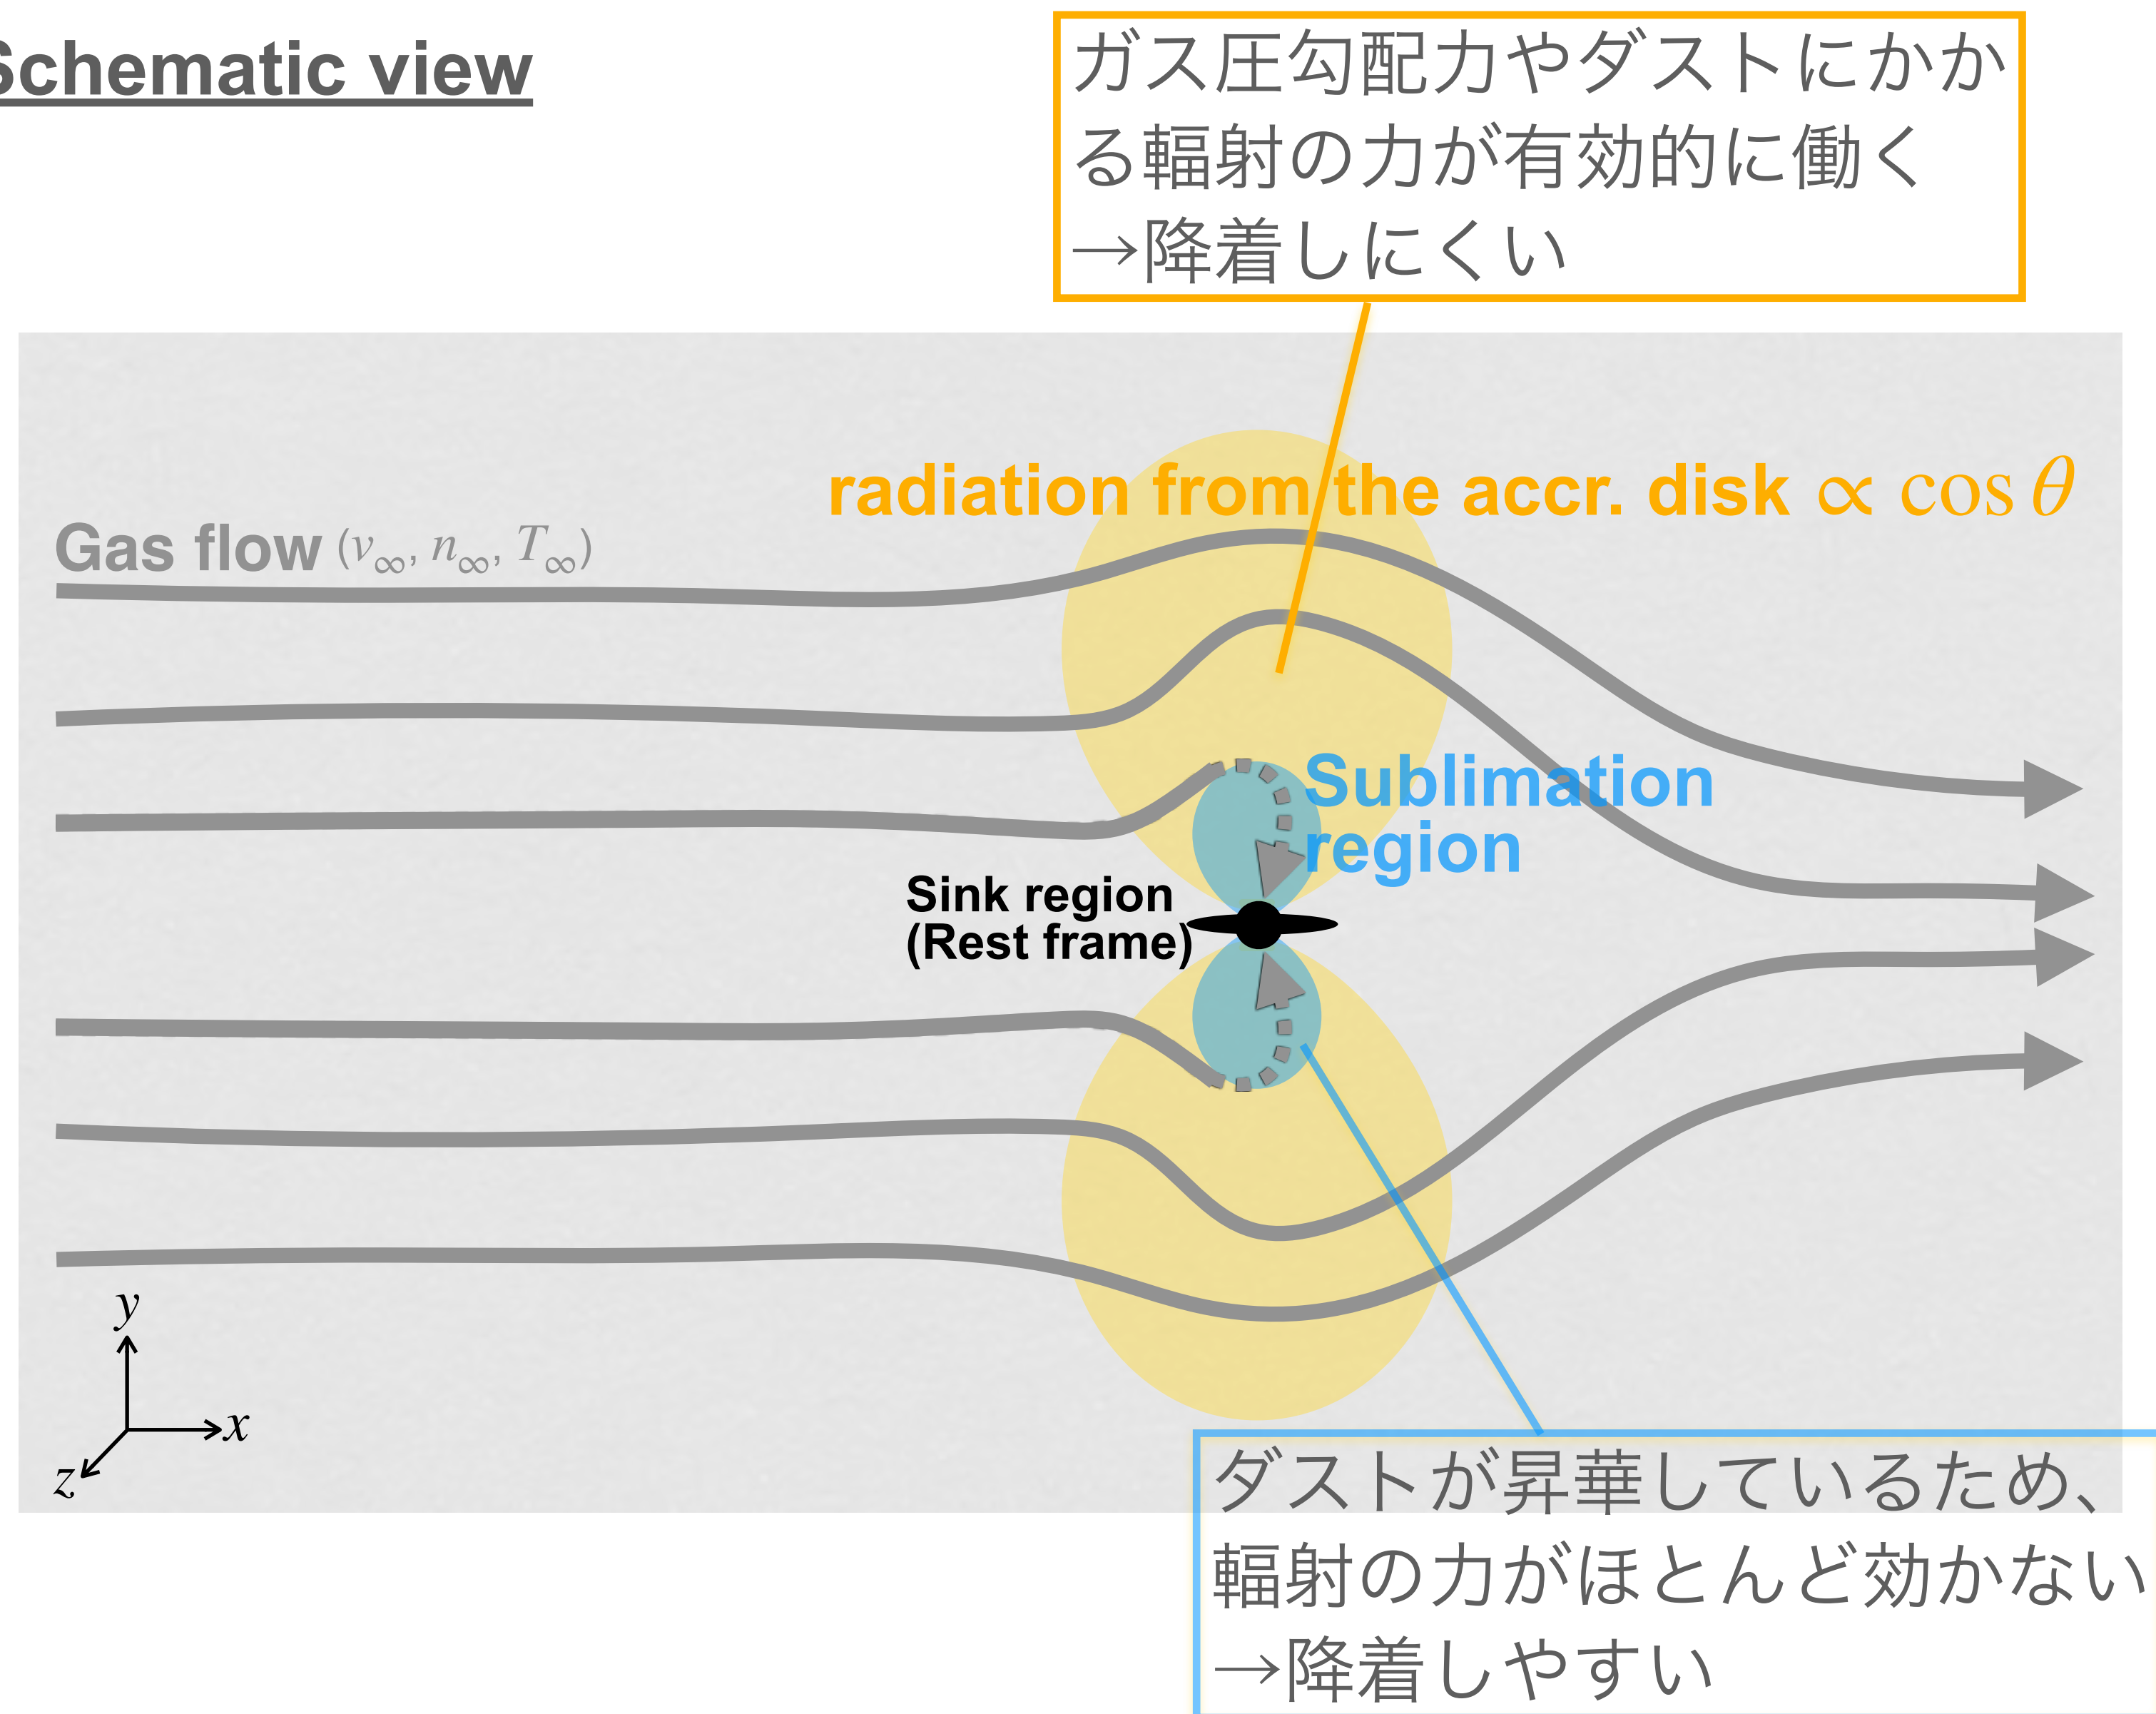 Schematic view
ガス圧勾配力やダストにかか
る輻射の力が有効的に働く
→降着しにくい
radiation from the accr. disk ∝ cos θ
Gas flow (v∞, n∞, T∞)
Sublimation
region
Sink region
(Rest frame)
y
x
z
ダストが昇華しているため、
輻射の力がほとんど効かない
→降着しやすい